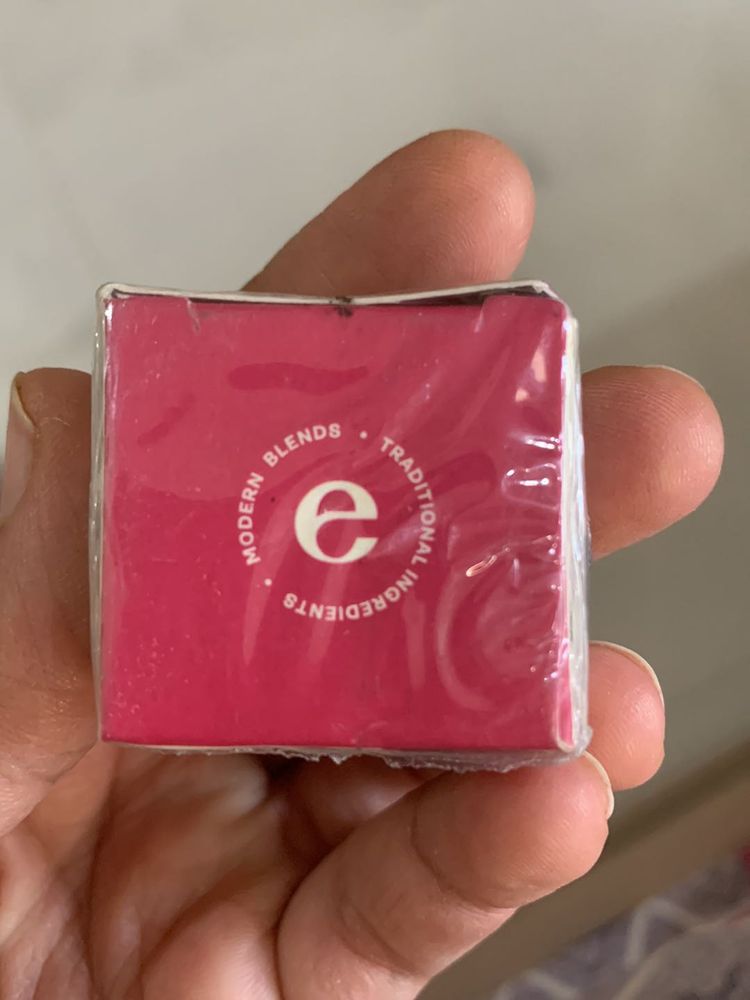 MODERN BLENDS • TRADITIONAL INGREDIENTS •
e